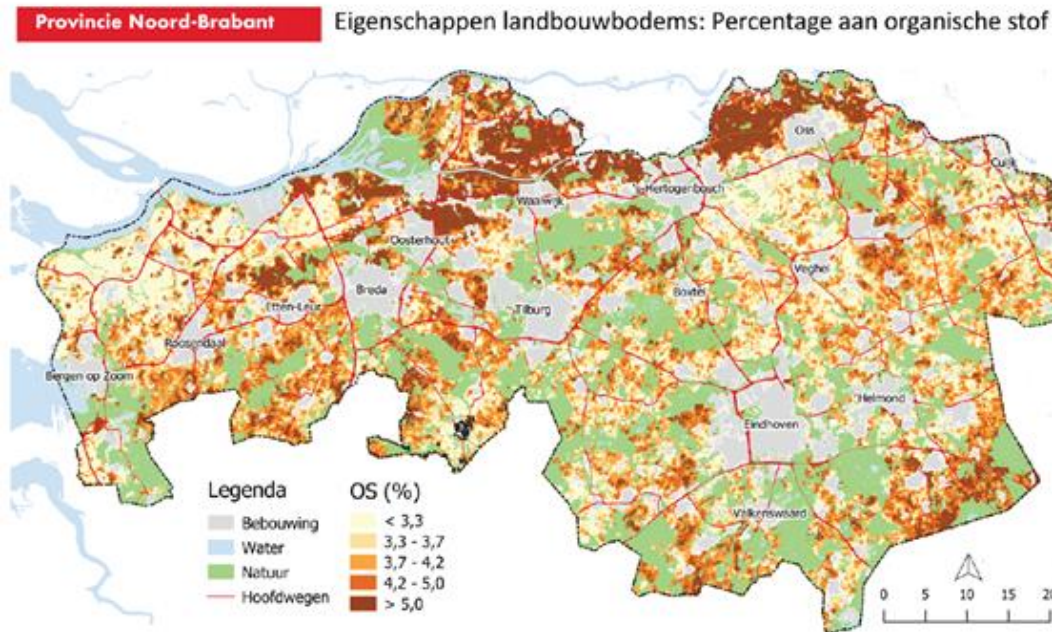 Provincie Noord-Brabant
Eigenschappen landbouwbodems: Percentage aan organische stof
Oss
Cuijk
Waalwijk
's-Hertogenbosch
Oosterhout
Breda
Etten-Leur
Tilburg
Boxtel
Veghel
Roosendaal
Bergen op Zoom
Helmond
Eindhoven
Valkenswaard
Legenda
Bebouwing
Water
Natuur
Hoofdwegen
OS (%)
< 3,3
3,3 - 3,7
3,7 - 4,2
4,2 - 5,0
> 5,0
0 5 10 15 20